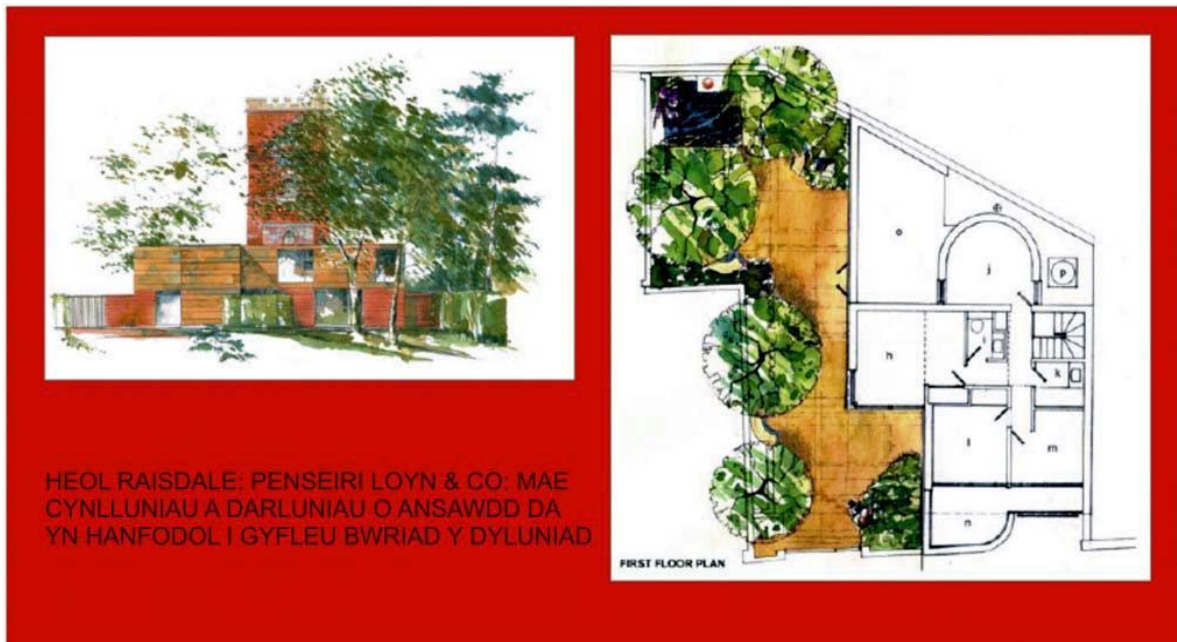 HEOL RAISDALE: PENSEIRI LOYN & CO: MAE
CYNLLUNIAU A DARLUNIAU O ANSAWDD DA
YN HANFODOL I GYFLEU BWRIAD Y DYLUNIAD
o
j
p
h
i
k
l
m
n
FIRST FLOOR PLAN